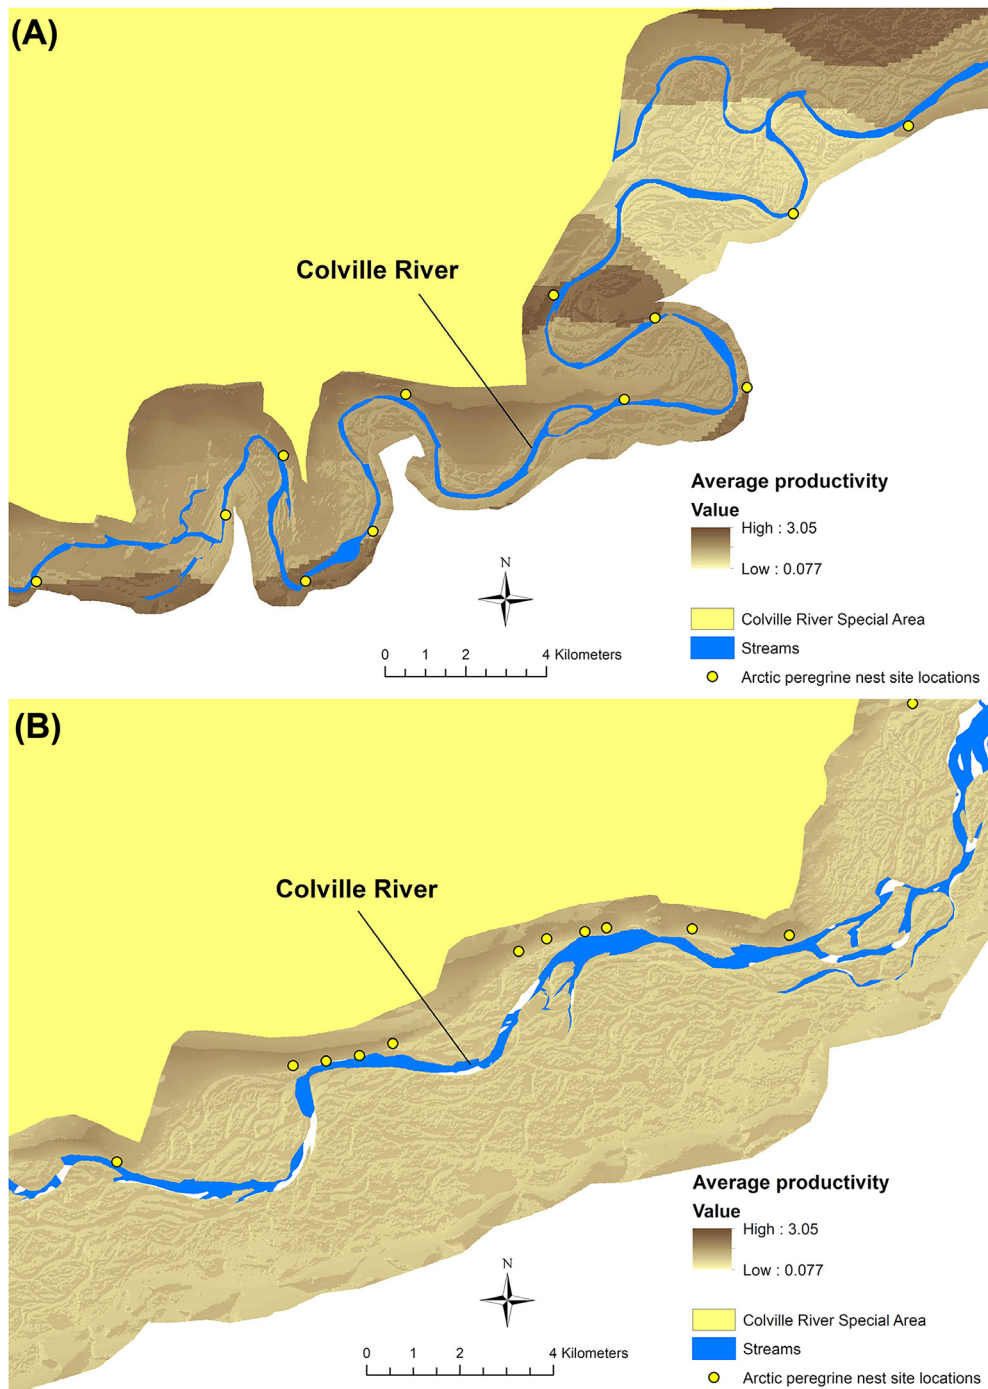 (A)
Colville River
Average productivity
Value
High : 3.05
Low : 0.077
N
0 1 2 4 Kilometers
Colville River Special Area
Streams
Arctic peregrine nest site locations
(B)
Colville River
Average productivity
Value
High : 3.05
Low : 0.077
N
0 1 2 4 Kilometers
Colville River Special Area
Streams
Arctic peregrine nest site locations